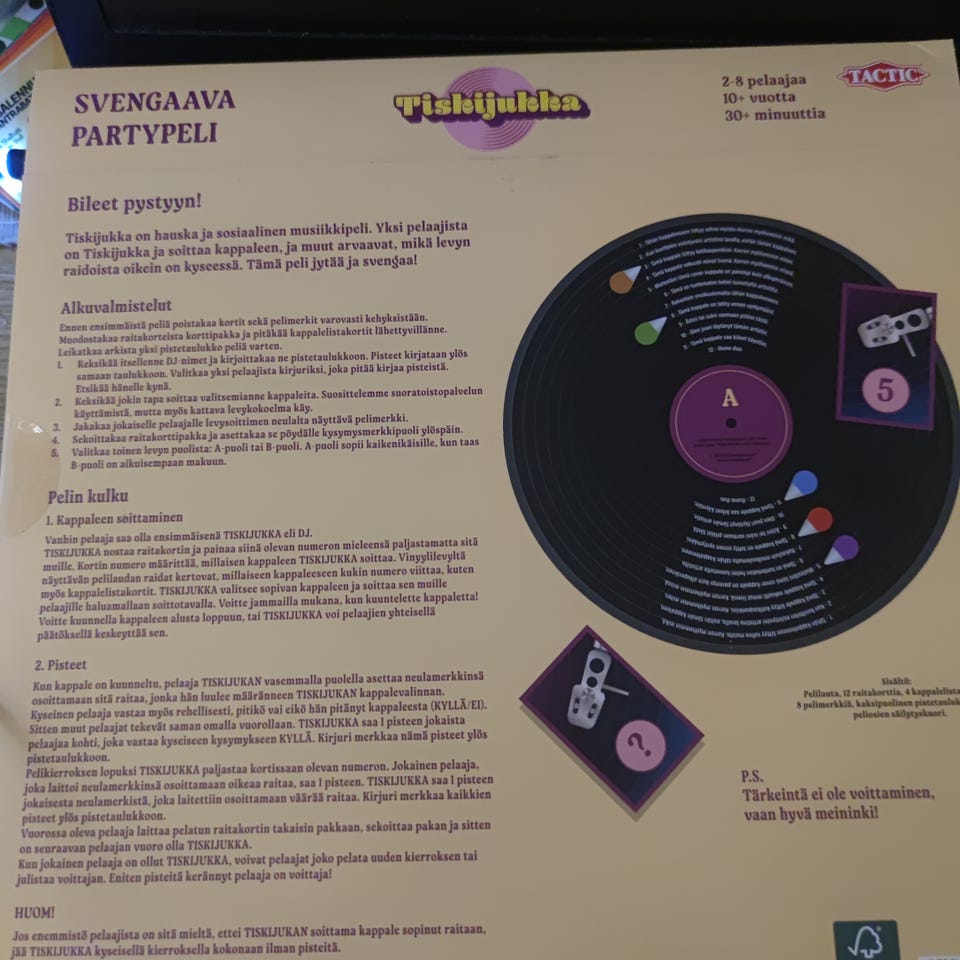 SVENGAAVA
PARTYPELI
Tiskijukka
2-8 pelaajaa
10+ vuotta
30+ minuuttia
TACTIC
Bileet pystyyn!
Tiskijukka on hauska ja sosiaalinen musiikkipeli. Yksi pelaajista
on Tiskijukka ja soittaa kappaleen, ja muut arvaavat, mikä levyn
raidoista oikein on kyseessä. Tämä peli jytää ja svengaa!
Alkuvalmistelut
Ennen ensimmäistä peliä poistakaa kortit sekä pelimerkit varovasti kehyksistään.
Muodostakaa raitakorteista korttipakka ja pitäkää kappalelistakortit lähettyvillänne.
Leikatkaa arkista yksi pistetaulukko peliä varten.
1. Keksikää itsellenne DJ-nimet ja kirjoittakaa ne pistetaulukkoon. Pisteet kirjataan ylös
samaan taulukkoon. Valitkaa yksi pelaajista kirjuriksi, joka pitää kirjaa pisteistä.
Etsikää hänelle kynä.
2. Keksikää jokin tapa soittaa valitsemianne kappaleita. Suosittelemme suoratoistopalvelun
käyttämistä, mutta myös kattava levykokoelma käy.
3. Jakakaa jokaiselle pelaajalle levysoittimen neulalta näyttävä pelimerkki.
4. Sekoittakaa raitakorttipakka ja asettakaa se pöydälle kysymysmerkkipuoli ylöspäin.
5. Valitkaa toinen levyn puolista: A-puoli tai B-puoli. A-puoli sopii kaikenikäisille, kun taas
B-puoli on aikuisempaan makuun.
Pelin kulku
1. Kappaleen soittaminen
Vanhin pelaaja saa olla ensimmäisenä TISKIJUKKA eli DJ.
TISKIJUKKA nostaa raitakortin ja painaa siinä olevan numeron mieleensä paljastamatta sitä
muille. Kortin numero määrittää, millaisen kappaleen TISKIJUKKA soittaa. Vinyylilevyltä
näyttävän pelilaudan raidat kertovat, millaiseen kappaleeseen kukin numero viittaa, kuten
myös kappalelistakortit. TISKIJUKKA valitsee sopivan kappaleen ja soittaa sen muille
pelaajille haluamallaan soittotavalla. Voitte jammailla mukana, kun kuuntelette kappaletta!
Voitte kuunnella kappaleen alusta loppuun, tai TISKIJUKKA voi pelaajien yhteisellä
päätöksellä keskeyttää sen.
2. Pisteet
Kun kappale on kuunneltu, pelaaja TISKIJUKAN vasemmalla puolella asettaa neulamerkkinsä
osoittamaan sitä raitaa, jonka hän luulee määränneen TISKIJUKAN kappalevalinnan.
Kyseinen pelaaja vastaa myös rehellisesti, pitikö vai eikö hän pitänyt kappaleesta (KYLLÄ/EI).
Sitten muut pelaajat tekevät saman omalla vuorollaan. TISKIJUKKA saa 1 pisteen jokaista
pelaajaa kohti, joka vastaa kyseiseen kysymykseen KYLLÄ. Kirjuri merkkaa nämä pisteet ylös
pistetaulukkoon.
Pelikierroksen lopuksi TISKIJUKKA paljastaa kortissaan olevan numeron. Jokainen pelaaja,
joka laittoi neulamerkkinsä osoittamaan oikeaa raitaa, saa 1 pisteen. TISKIJUKKA saa 1 pisteen
jokaisesta neulamerkistä, joka laitettiin osoittamaan väärää raitaa. Kirjuri merkkaa kaikkien
pisteet ylös pistetaulukkoon.
Vuorossa oleva pelaaja laittaa pelatun raitakortin takaisin pakkaan, sekoittaa pakan ja sitten
on seuraavan pelaajan vuoro olla TISKIJUKKA.
Kun jokainen pelaaja on ollut TISKIJUKKA, voivat pelaajat joko pelata uuden kierroksen tai
julistaa voittajan. Eniten pisteitä kerännyt pelaaja on voittaja!
HUOM!
Jos enemmistö pelaajista on sitä mieltä, ettei TISKIJUKAN soittama kappale sopinut raitaan,
jää TISKIJUKKA kyseisellä kierroksella kokonaan ilman pisteitä.
A
5
?
12 - Ihana duo.
Sisältö:
Pelilauta, 12 raitakorttia, 4 kappalelista
8 pelimerkkiä, kaksipuolinen pistetauluk
peliosien säilytyskuori.
P.S.
Tärkeintä ei ole voittaminen,
vaan hyvä meininki!